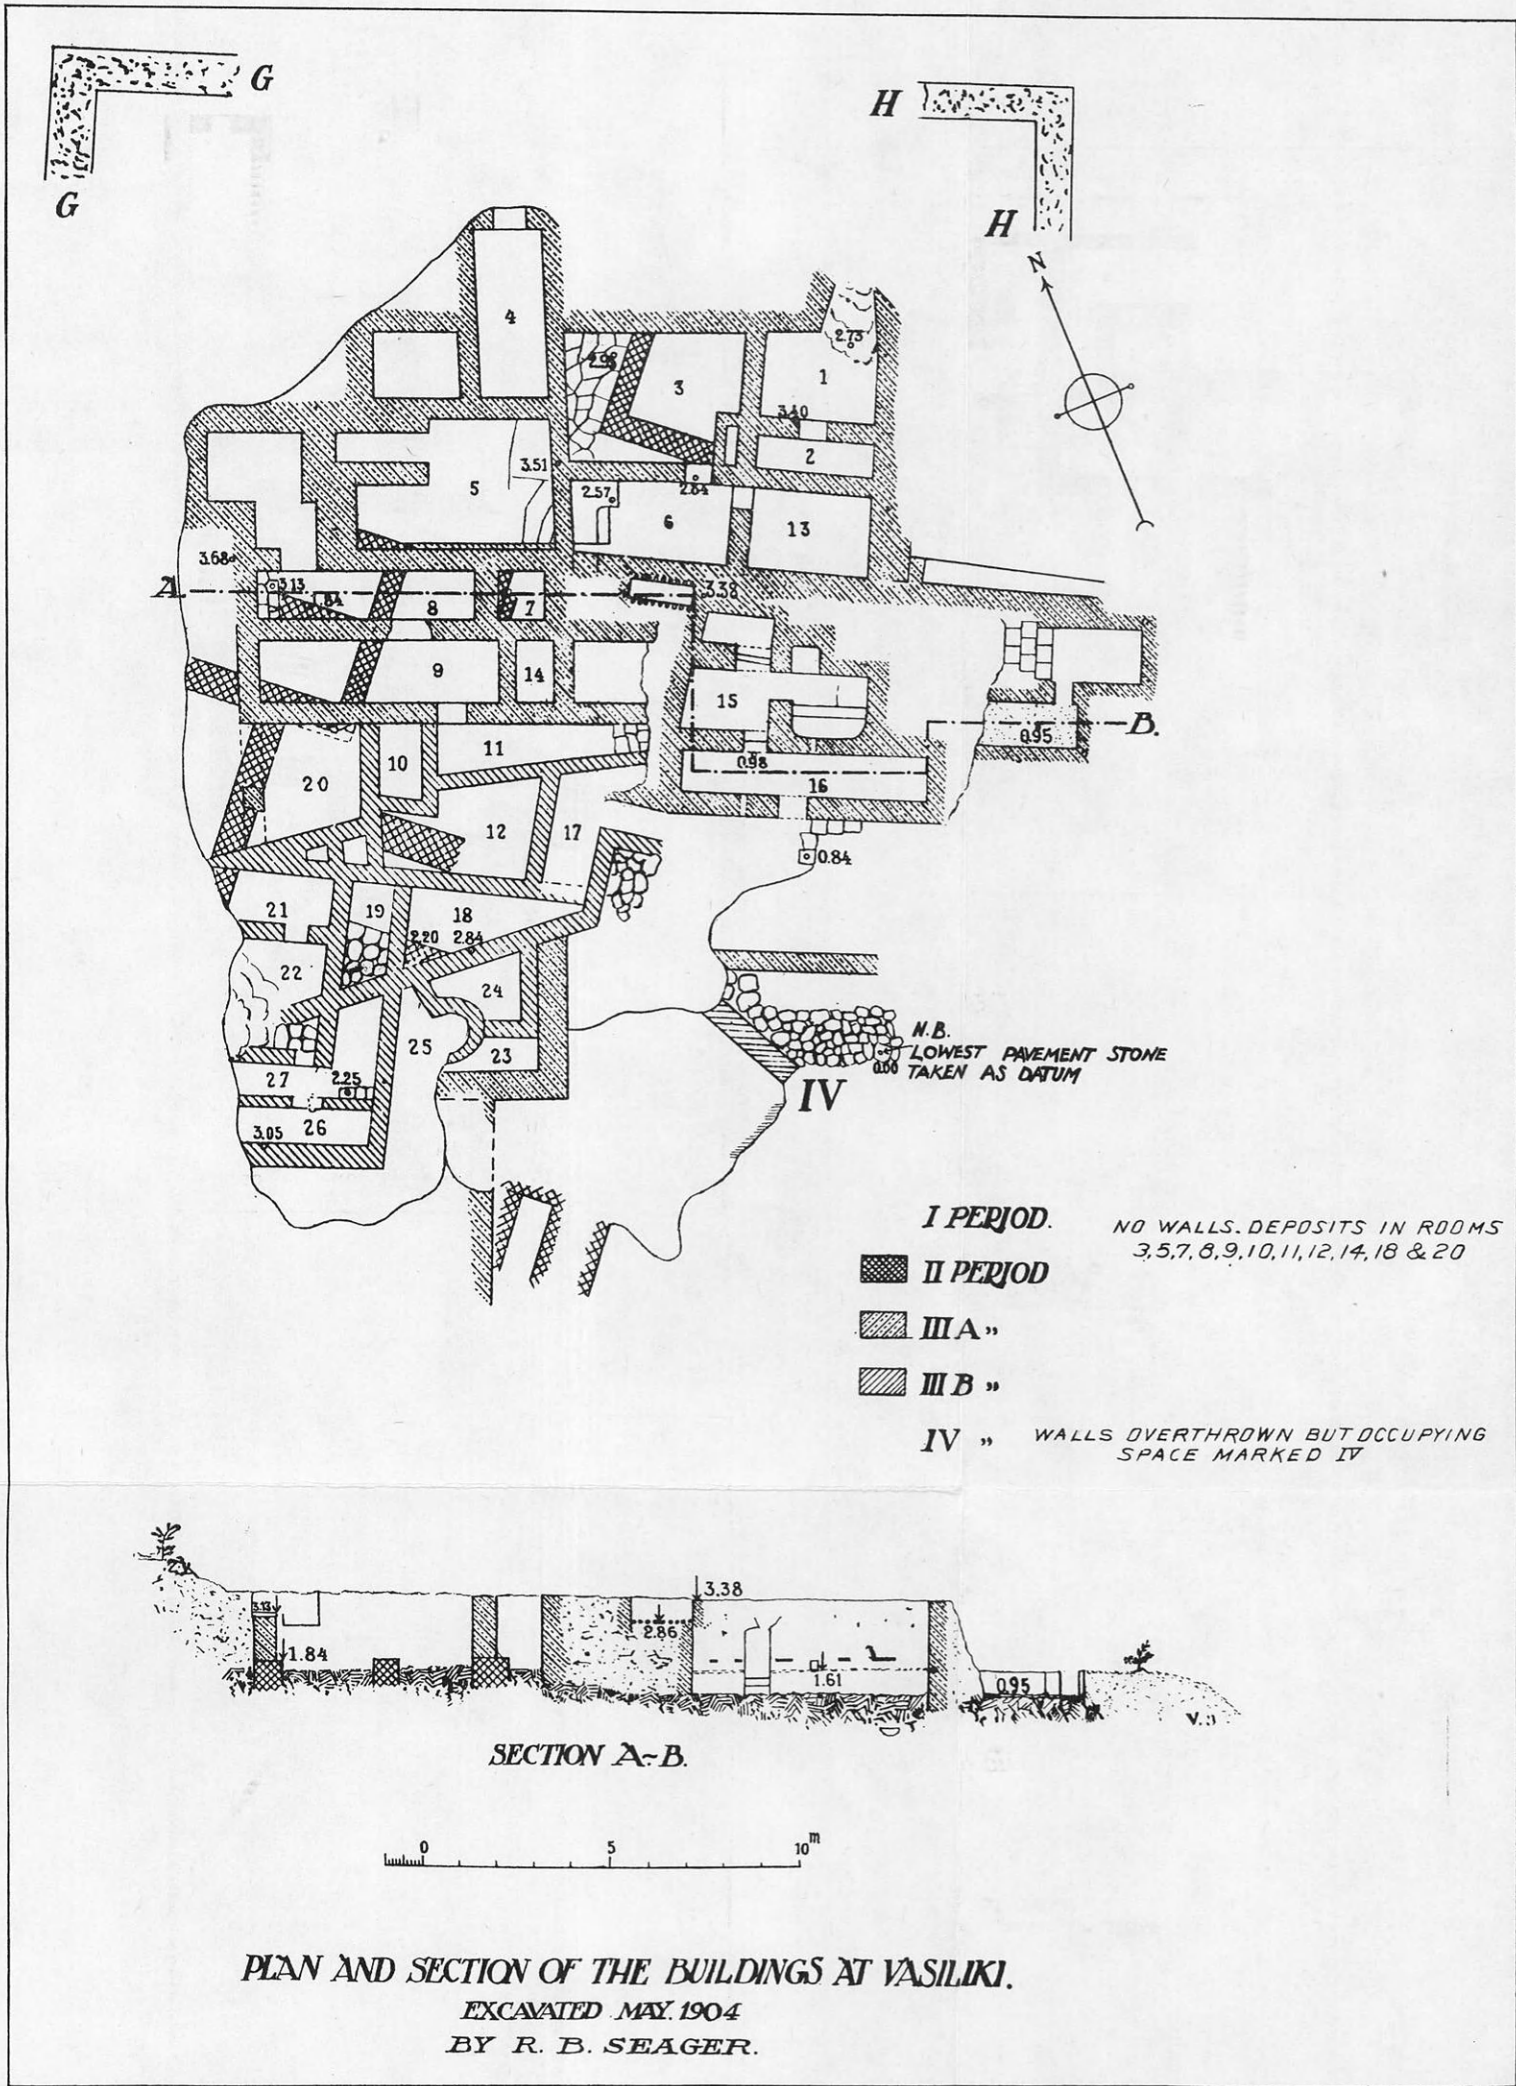 G
G
H
H
N
4
2.98
3
2.73
1
3.40
2
3.51
5
2.57
2.64
6
13
3.68
A
3.13
1.84
8
7
3.38
9
14
15
B.
0.95
0.98
16
20
10
11
12
17
0.84
21
19
18
2.20
2.84
22
24
25
23
27
2.25
26
3.05
N.B.
LOWEST PAVEMENT STONE
0.00 TAKEN AS DATUM
IV
I PERIOD. NO WALLS. DEPOSITS IN ROOMS
3,5,7,8,9,10,11,12,14,18 & 20
II PERIOD
III A „
III B „
IV „ WALLS OVERTHROWN BUT OCCUPYING
SPACE MARKED IV
3.38
3.13
2.86
1.84
1.61
0.95
SECTION A-B.
0 5 10m
PLAN AND SECTION OF THE BUILDINGS AT VASILIKI.
EXCAVATED MAY. 1904
BY R. B. SEAGER.